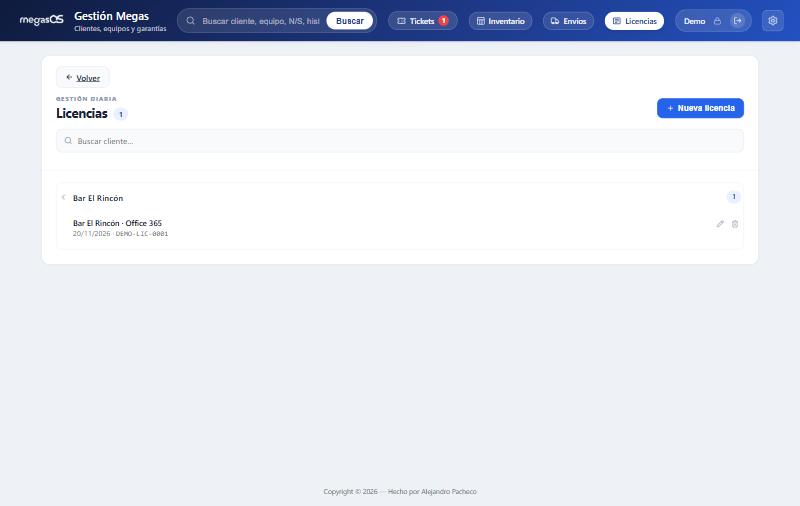 megasOS
Gestión Megas
Clientes, equipos y garantías
Buscar cliente, equipo, N/S, hist
Buscar
Tickets 1
Inventario
Envíos
Licencias
Demo
Volver
GESTIÓN DIARIA
Licencias 1
+ Nueva licencia
Buscar cliente...
Bar El Rincón 1
Bar El Rincón · Office 365
20/11/2026 · DEMO-LIC-0001
Copyright © 2026 — Hecho por Alejandro Pacheco